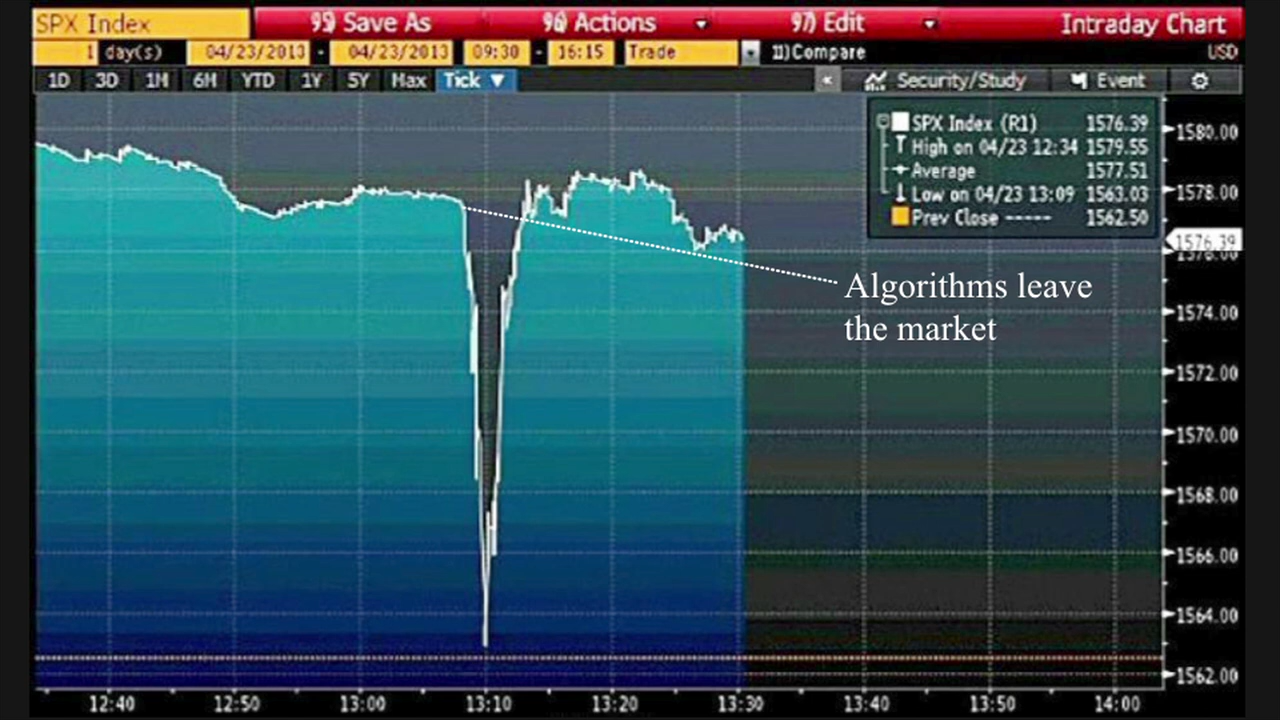 SPX Index 95) Save As 96) Actions 97) Edit Intraday Chart
1 day(s) 04/23/2013 - 04/23/2013 09:30 - 16:15 Trade 11)Compare USD
1D 3D 1M 6M YTD 1Y 5Y Max Tick ▼ « Security/Study Event
SPX Index (R1) 1576.39
High on 04/23 12:34 1579.55
Average 1577.51
Low on 04/23 13:09 1563.03
Prev Close ----- 1562.50
1580.00
1578.00
1576.39
1576.00
Algorithms leave
the market
1574.00
1572.00
1570.00
1568.00
1566.00
1564.00
1562.00
12:40 12:50 13:00 13:10 13:20 13:30 13:40 13:50 14:00